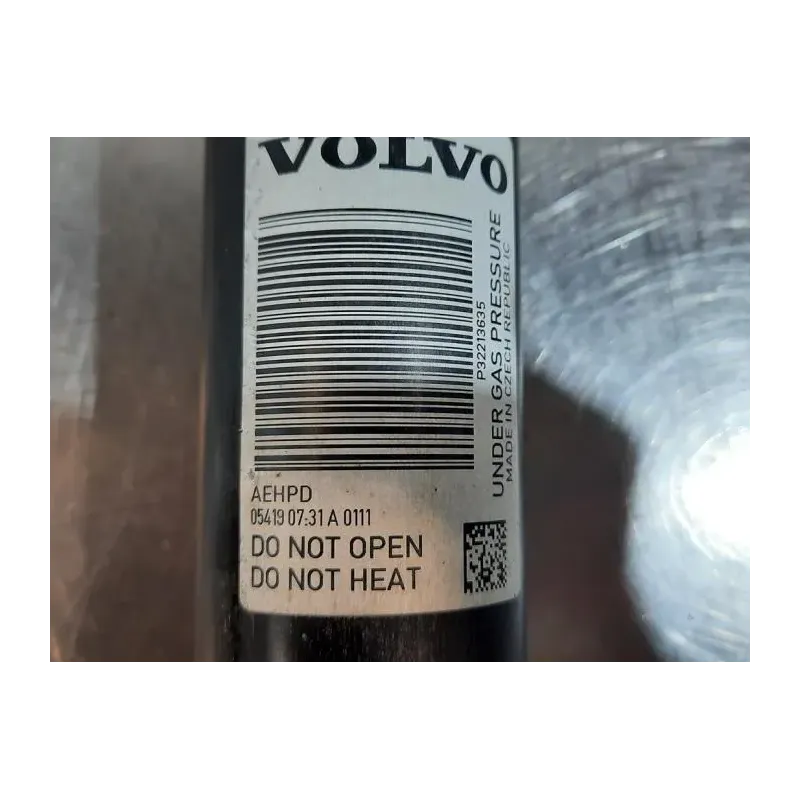 VOLVO
P32213635
UNDER GAS PRESSURE
MADE IN CZECH REPUBLIC
AEHPD
05419 07:31 A 0111
DO NOT OPEN
DO NOT HEAT